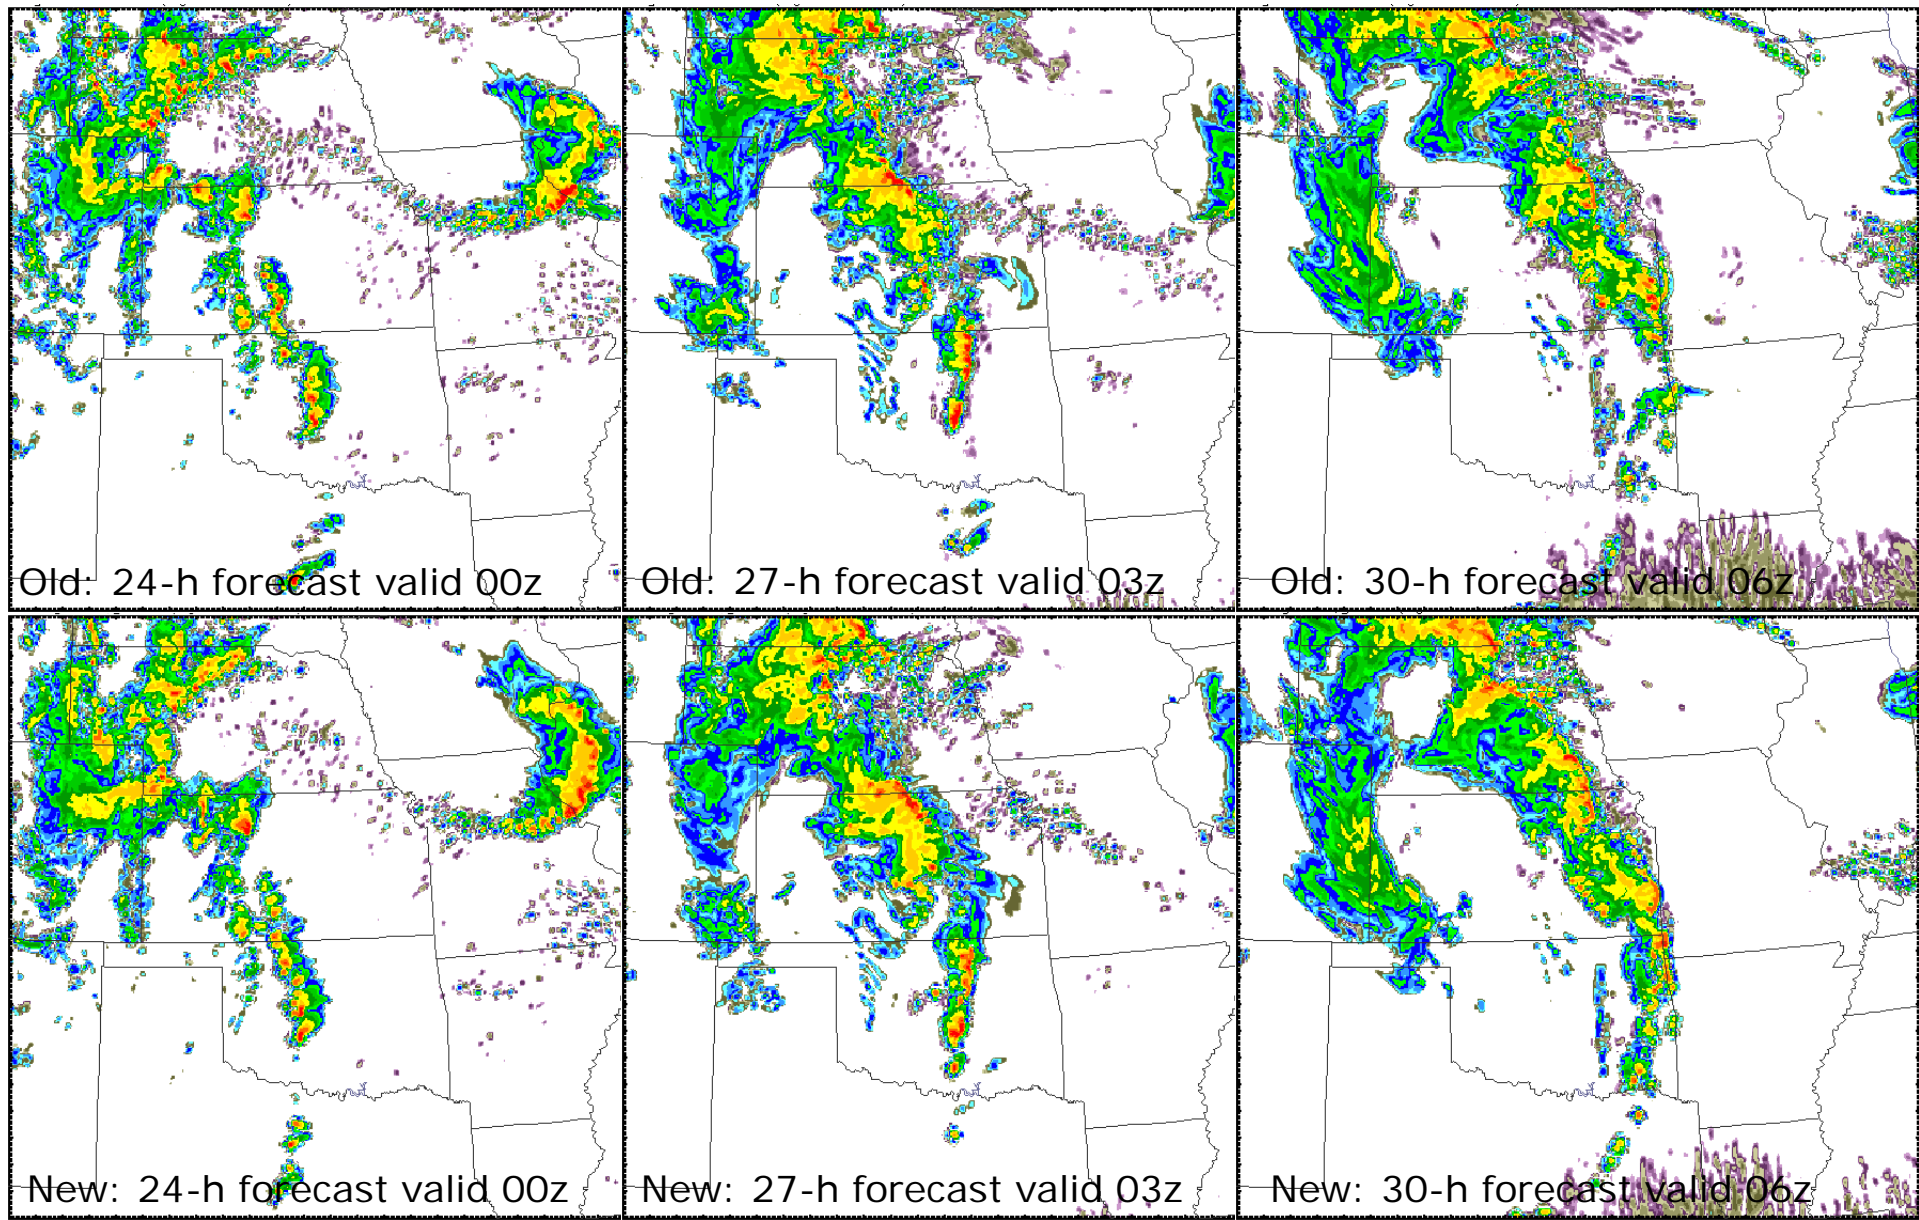 Old: 24-h forecast valid 00z
Old: 27-h forecast valid 03z
Old: 30-h forecast valid 06z
New: 24-h forecast valid 00z
New: 27-h forecast valid 03z
New: 30-h forecast valid 06z